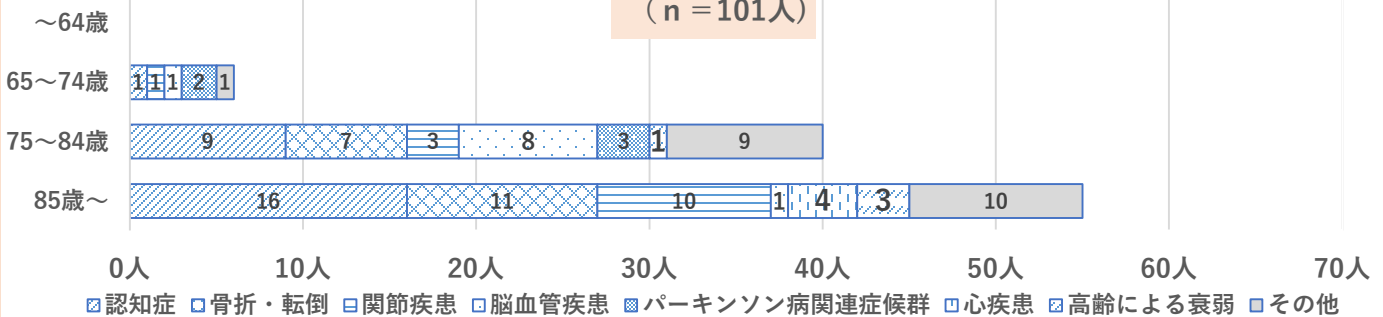 （ｎ＝101人）
～64歳
65～74歳 1 1 1 2 1
75～84歳 9 7 3 8 3 1 9
85歳～ 16 11 10 1 4 3 10
0人 10人 20人 30人 40人 50人 60人 70人
認知症 骨折・転倒 関節疾患 脳血管疾患 パーキンソン病関連症候群 心疾患 高齢による衰弱 その他